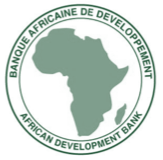 BANQUE AFRICAINE DE DEVELOPPEMENT
AFRICAN DEVELOPMENT BANK